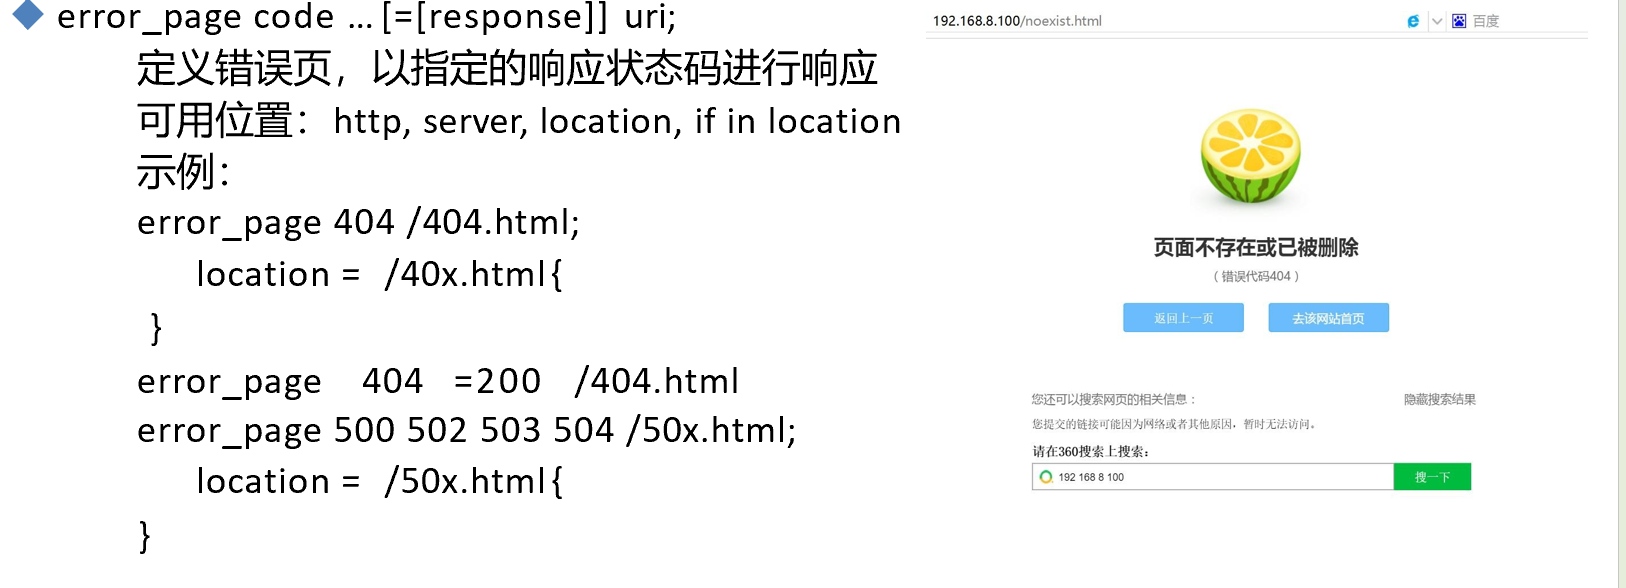 error_page code … [=[response]] uri;
定义错误页，以指定的响应状态码进行响应
可用位置：http, server, location, if in location
示例：
error_page 404 /404.html;
location = /40x.html{
}
error_page 404 =200 /404.html
error_page 500 502 503 504 /50x.html;
location = /50x.html{
}
192.168.8.100/noexist.html
百度
页面不存在或已被删除
（错误代码404）
返回上一页 去该网站首页
您还可以搜索网页的相关信息： 隐藏搜索结果
您提交的链接可能因为网络或者其他原因，暂时无法访问。
请在360搜索上搜索：
192 168 8 100 搜一下